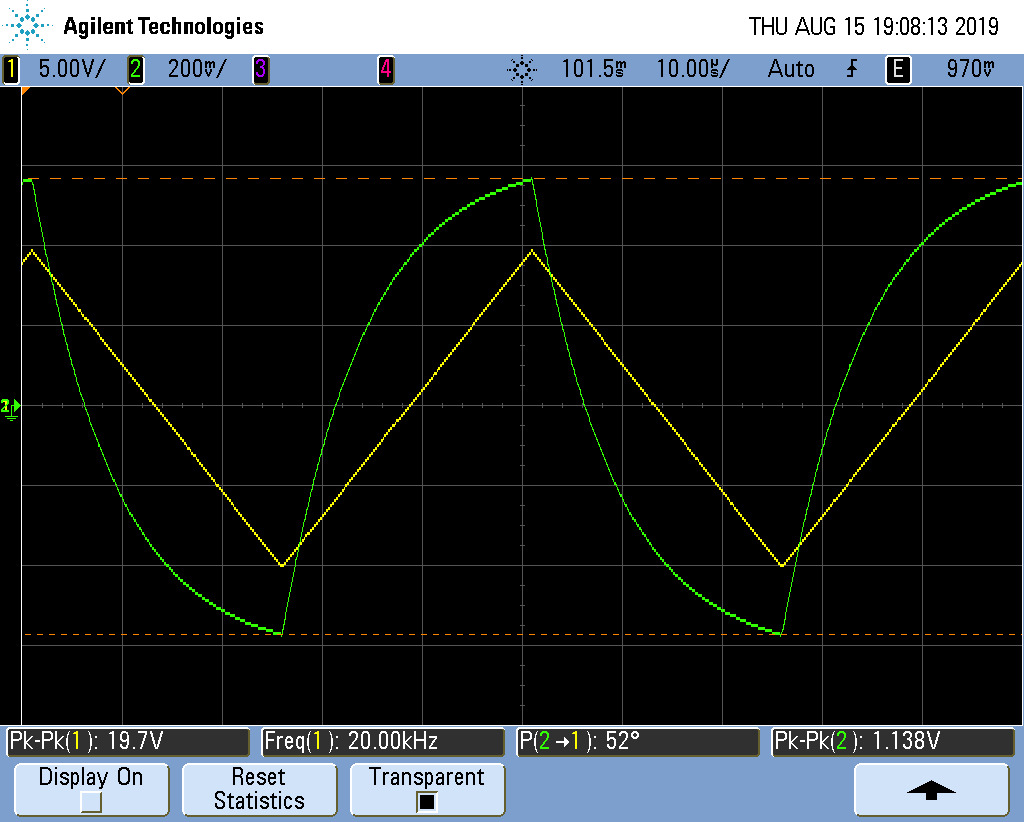 Agilent Technologies
THU AUG 15 19:08:13 2019
1 5.00V/ 2 200mV/ 3 4 101.5ms 10.00us/ Auto E 970mV
Pk-Pk(1): 19.7V
Freq(1): 20.00kHz
P(2→1): 52°
Pk-Pk(2): 1.138V
Display On
Reset
Statistics
Transparent